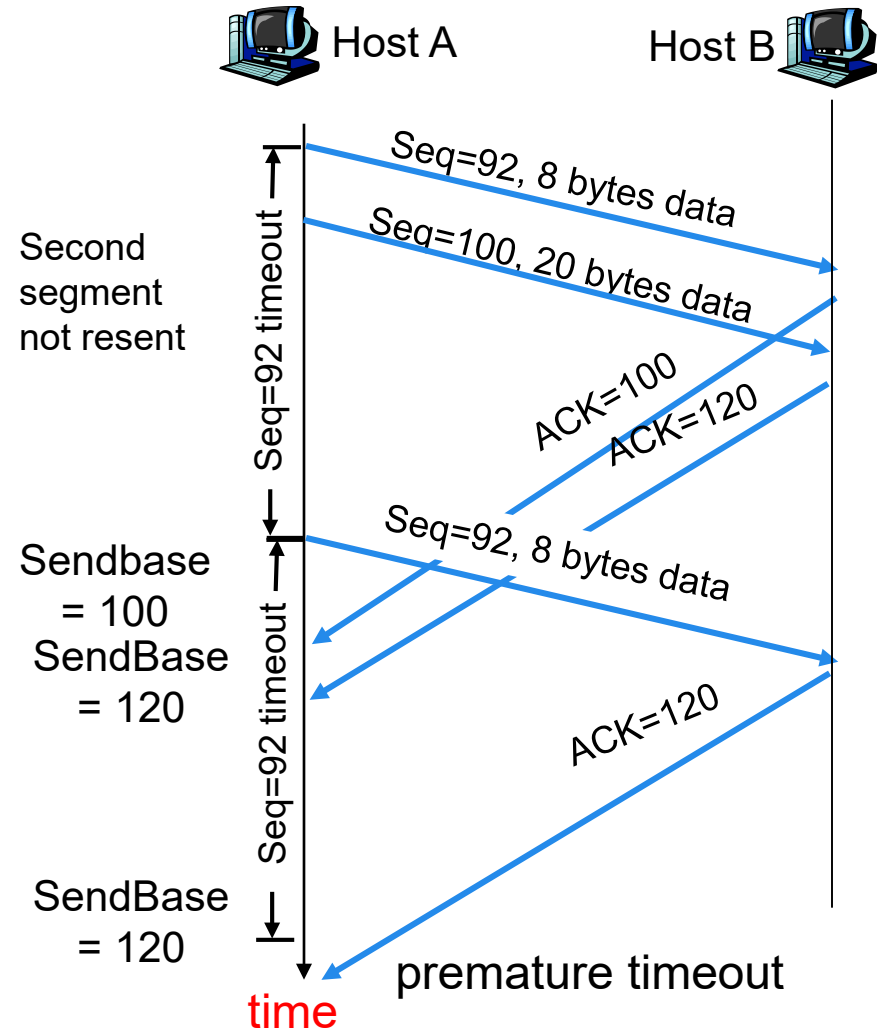 Host A
Host B
Seq=92, 8 bytes data
Seq=100, 20 bytes data
Second
segment
not resent
Seq=92 timeout
ACK=100
ACK=120
Seq=92, 8 bytes data
Sendbase
= 100
SendBase
= 120
Seq=92 timeout
ACK=120
SendBase
= 120
premature timeout
time